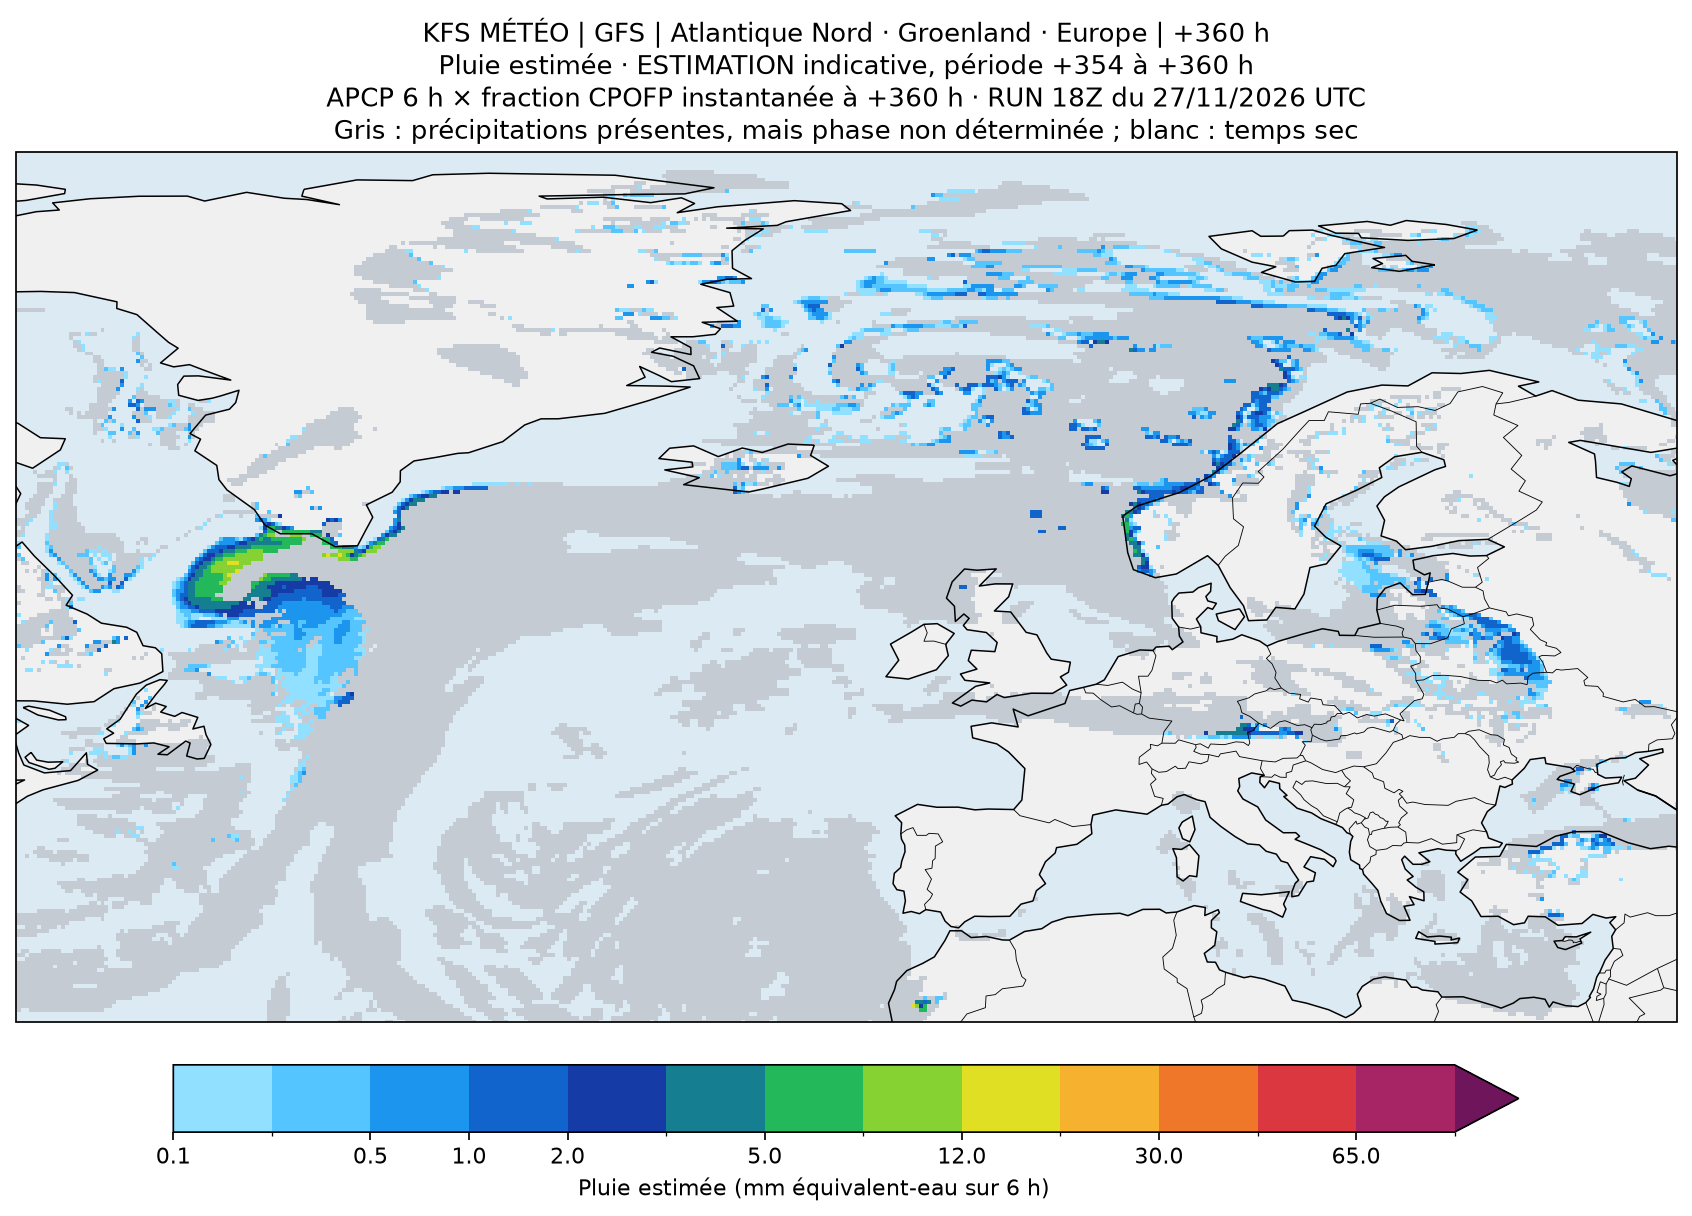 KFS MÉTÉO | GFS | Atlantique Nord · Groenland · Europe | +360 h
Pluie estimée · ESTIMATION indicative, période +354 à +360 h
APCP 6 h × fraction CPOFP instantanée à +360 h · RUN 18Z du 27/11/2026 UTC
Gris : précipitations présentes, mais phase non déterminée ; blanc : temps sec
0.1 0.5 1.0 2.0 5.0 12.0 30.0 65.0
Pluie estimée (mm équivalent-eau sur 6 h)